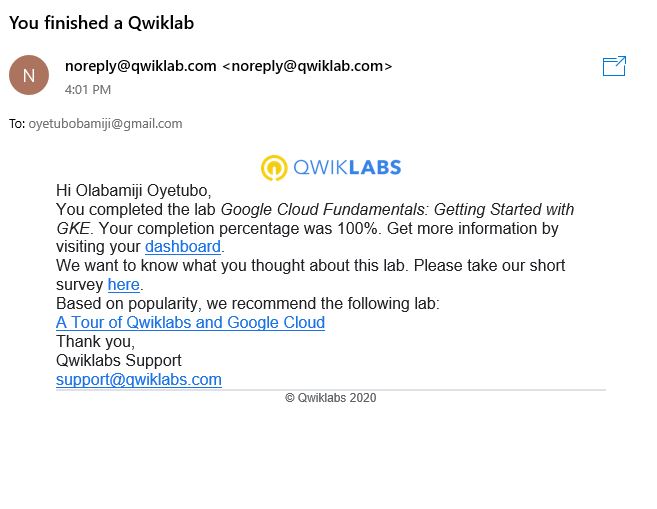 You finished a Qwiklab
N
noreply@qwiklab.com <noreply@qwiklab.com>
4:01 PM
To: oyetubobamiji@gmail.com
QWIKLABS
Hi Olabamiji Oyetubo,
You completed the lab Google Cloud Fundamentals: Getting Started with
GKE. Your completion percentage was 100%. Get more information by
visiting your dashboard.
We want to know what you thought about this lab. Please take our short
survey here.
Based on popularity, we recommend the following lab:
A Tour of Qwiklabs and Google Cloud
Thank you,
Qwiklabs Support
support@qwiklabs.com
© Qwiklabs 2020